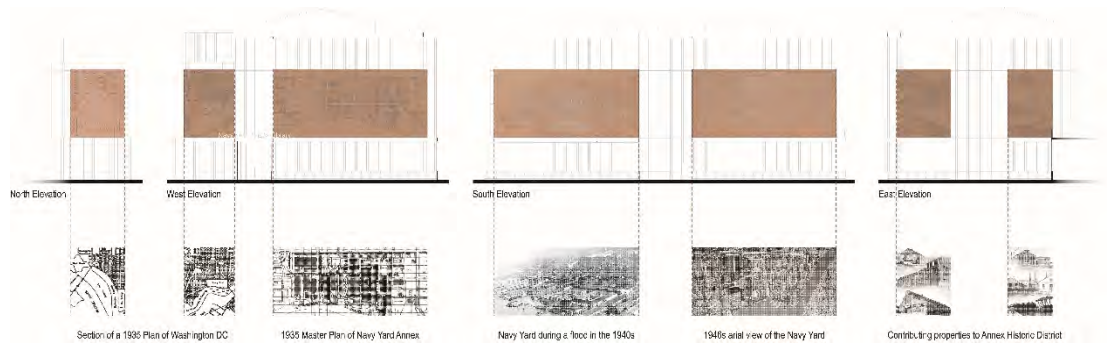 North Elevation
West Elevation
South Elevation
East Elevation
Section of a 1935 Plan of Washington DC
1935 Master Plan of Navy Yard Annex
Navy Yard during a flood in the 1940s
1940s arial view of the Navy Yard
Contributing properties to Annex Historic District